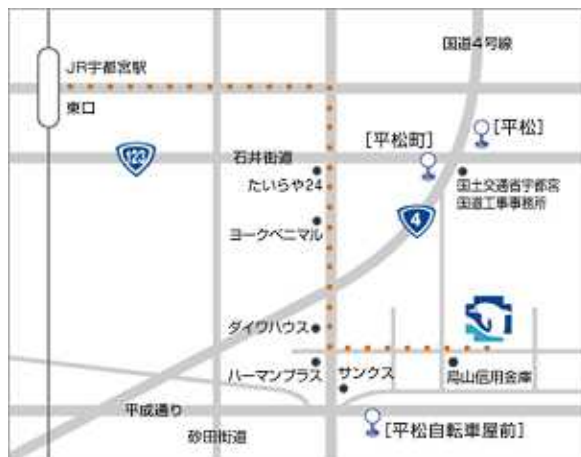 国道4号線
JR宇都宮駅
東口
[平松]
[平松町]
123
石井街道
たいらや24
国土交通省宇都宮
国道工事事務所
4
ヨークベニマル
ダイワハウス
ハーマンプラス
サンクス
烏山信用金庫
平成通り
[平松自転車屋前]
砂田街道